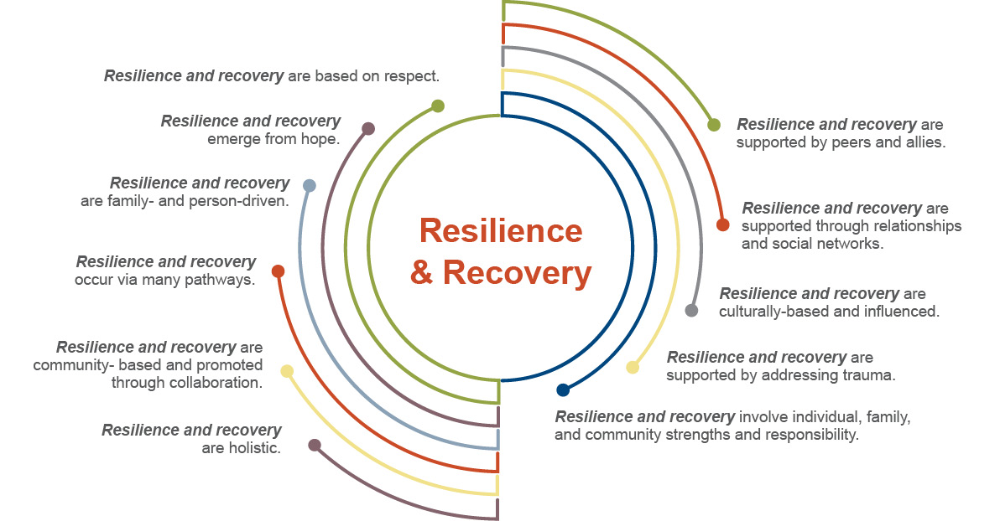 Resilience and recovery are based on respect.
Resilience and recovery
emerge from hope.
Resilience and recovery
are family- and person-driven.
Resilience and recovery
occur via many pathways.
Resilience and recovery are
community- based and promoted
through collaboration.
Resilience and recovery
are holistic.
Resilience
& Recovery
Resilience and recovery are
supported by peers and allies.
Resilience and recovery are
supported through relationships
and social networks.
Resilience and recovery are
culturally-based and influenced.
Resilience and recovery are
supported by addressing trauma.
Resilience and recovery involve individual, family,
and community strengths and responsibility.